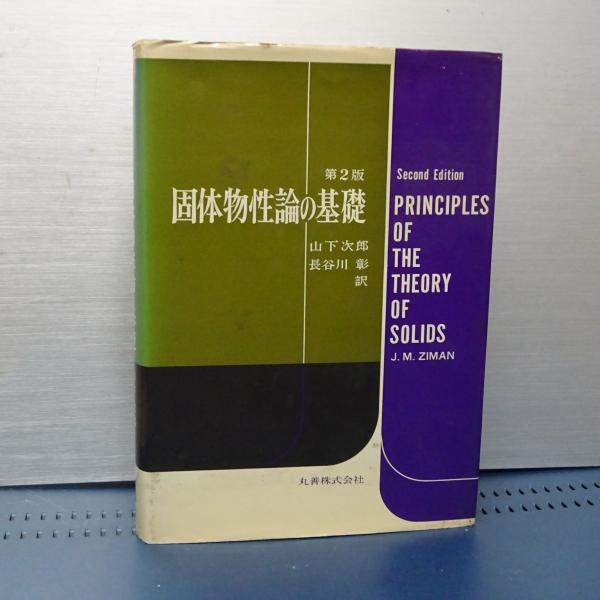 第2版
固体物性論の基礎
山下次郎
長谷川 彰
訳
丸善株式会社
Second Edition
PRINCIPLES
OF
THE
THEORY
OF
SOLIDS
J. M. ZIMAN